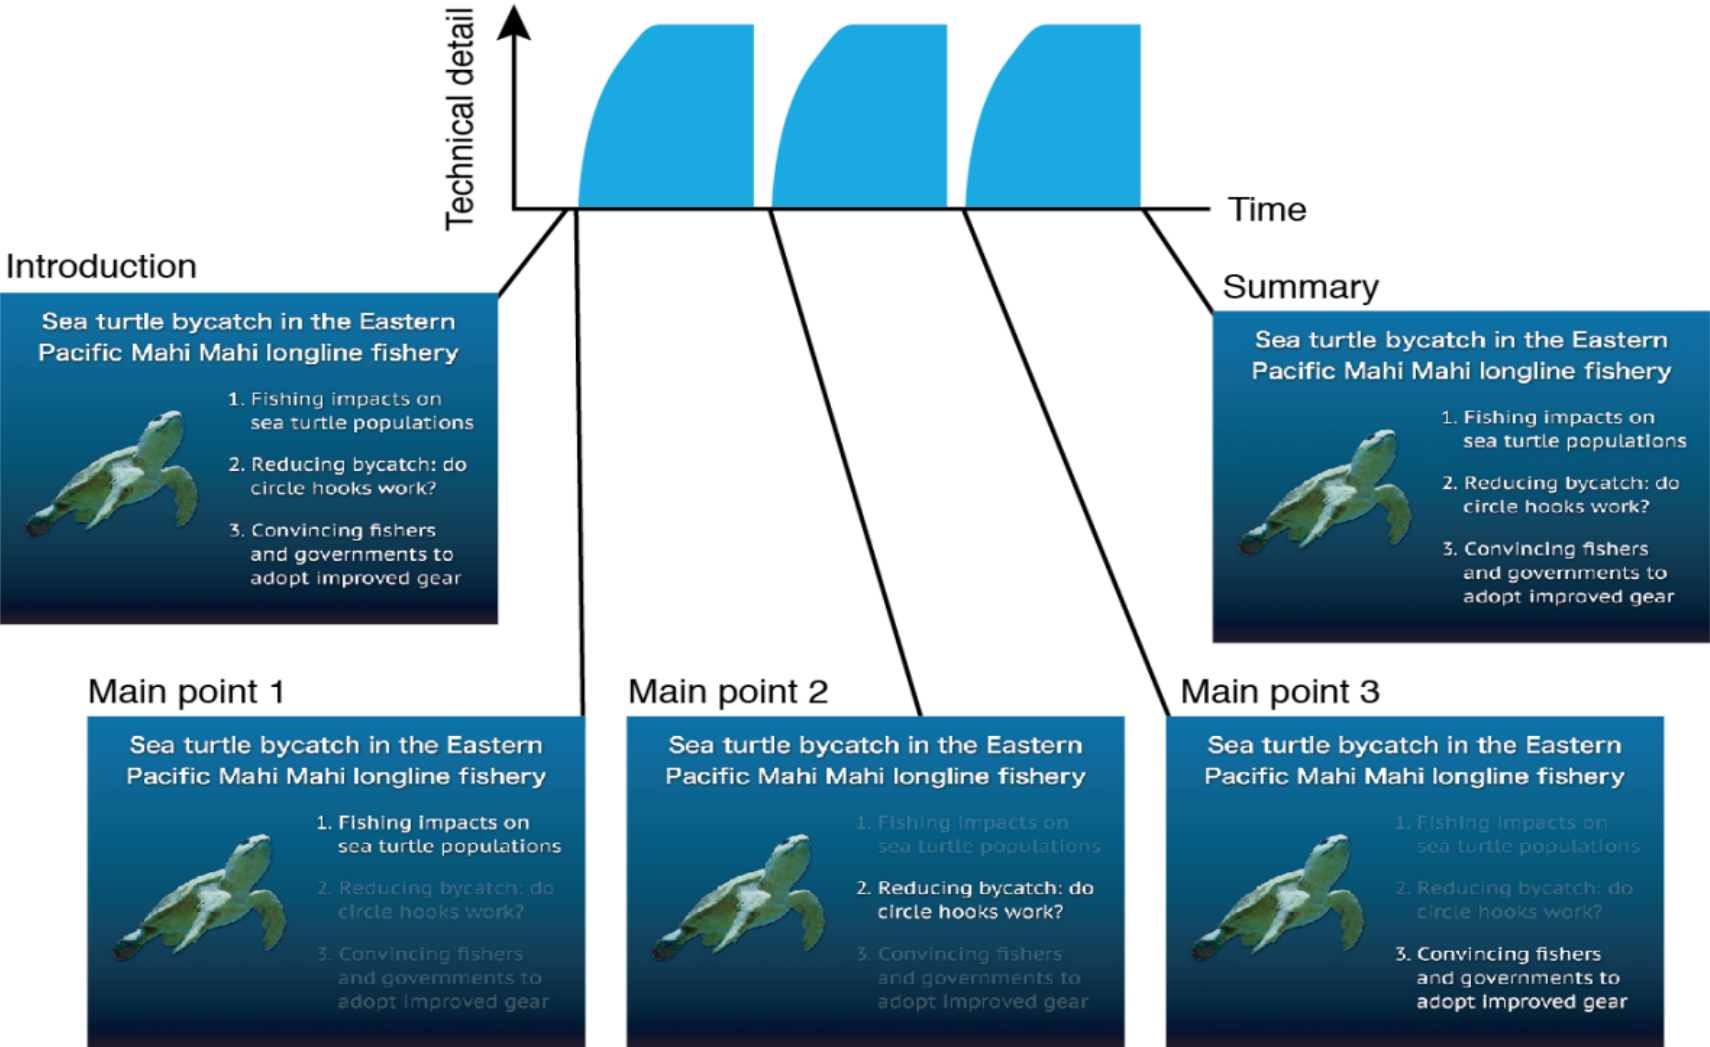 Technical detail
Time
Introduction
Sea turtle bycatch in the Eastern
Pacific Mahi Mahi longline fishery
1. Fishing impacts on
sea turtle populations
2. Reducing bycatch: do
circle hooks work?
3. Convincing fishers
and governments to
adopt improved gear
Summary
Sea turtle bycatch in the Eastern
Pacific Mahi Mahi longline fishery
1. Fishing impacts on
sea turtle populations
2. Reducing bycatch: do
circle hooks work?
3. Convincing fishers
and governments to
adopt improved gear
Main point 1
Sea turtle bycatch in the Eastern
Pacific Mahi Mahi longline fishery
1. Fishing impacts on
sea turtle populations
2. Reducing bycatch: do
circle hooks work?
3. Convincing fishers
and governments to
adopt improved gear
Main point 2
Sea turtle bycatch in the Eastern
Pacific Mahi Mahi longline fishery
1. Fishing impacts on
sea turtle populations
2. Reducing bycatch: do
circle hooks work?
3. Convincing fishers
and governments to
adopt improved gear
Main point 3
Sea turtle bycatch in the Eastern
Pacific Mahi Mahi longline fishery
1. Fishing impacts on
sea turtle populations
2. Reducing bycatch: do
circle hooks work?
3. Convincing fishers
and governments to
adopt improved gear